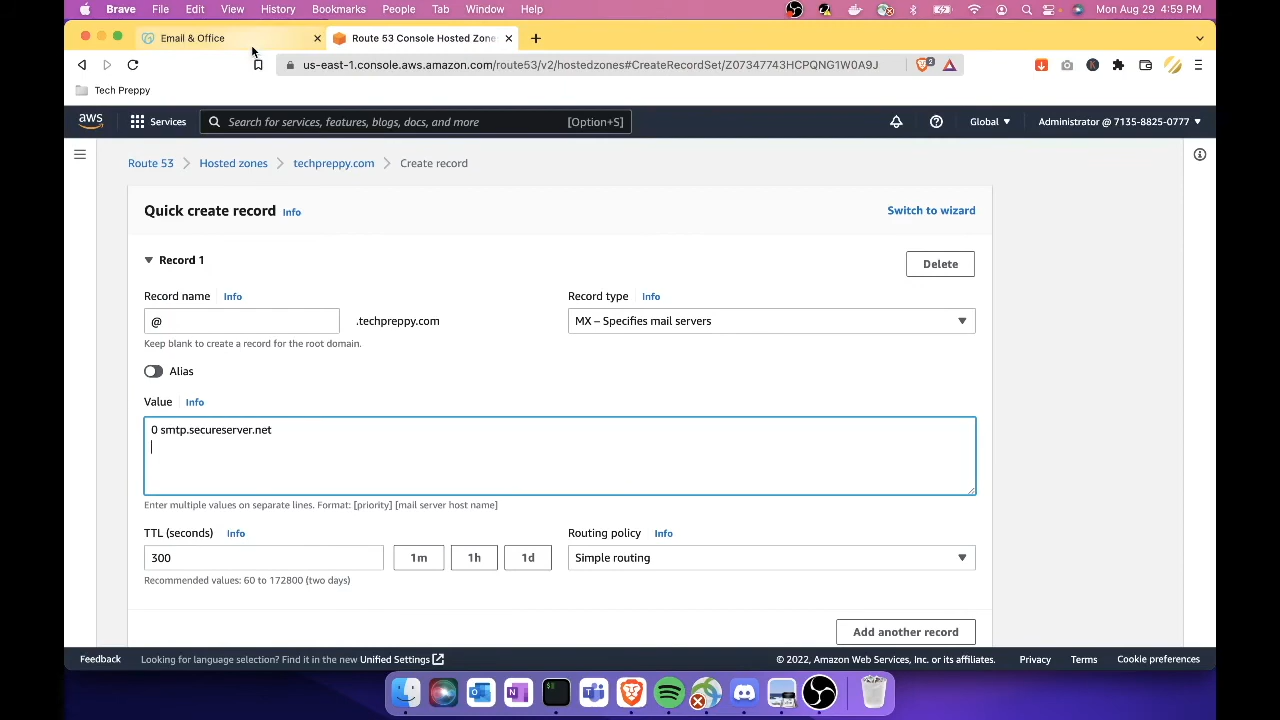 Brave File Edit View History Bookmarks People Tab Window Help Mon Aug 29 4:59 PM
Email & Office Route 53 Console Hosted Zone
us-east-1.console.aws.amazon.com/route53/v2/hostedzones#CreateRecordSet/Z07347743HCPQNG1W0A9J 2
Tech Preppy
aws Services Search for services, features, blogs, docs, and more [Option+S] Global Administrator @ 7135-8825-0777
Route 53 Hosted zones techpreppy.com Create record
Quick create record Info Switch to wizard
Record 1 Delete
Record name Info Record type Info
@ .techpreppy.com MX – Specifies mail servers
Keep blank to create a record for the root domain.
Alias
Value Info
0 smtp.secureserver.net
Enter multiple values on separate lines. Format: [priority] [mail server host name]
TTL (seconds) Info Routing policy Info
300 1m 1h 1d Simple routing
Recommended values: 60 to 172800 (two days)
Add another record
Feedback Looking for language selection? Find it in the new Unified Settings © 2022, Amazon Web Services, Inc. or its affiliates. Privacy Terms Cookie preferences